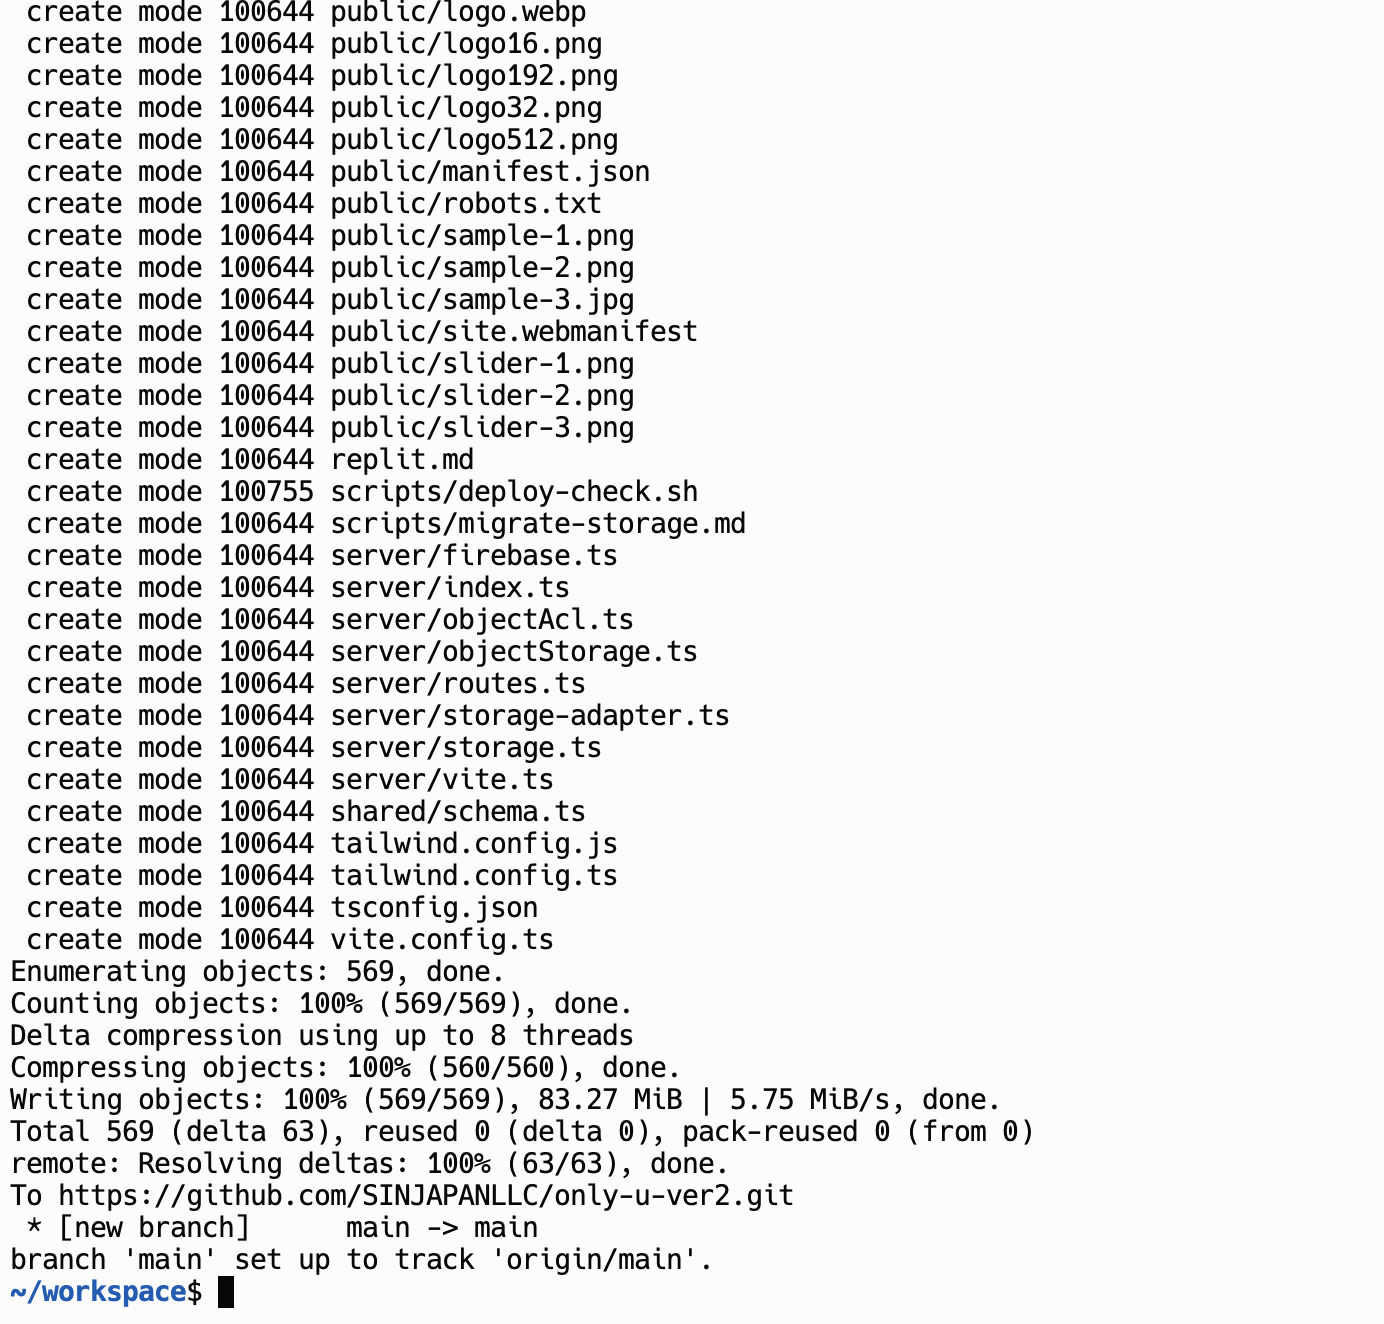 create mode 100644 public/logo.webp
create mode 100644 public/logo16.png
create mode 100644 public/logo192.png
create mode 100644 public/logo32.png
create mode 100644 public/logo512.png
create mode 100644 public/manifest.json
create mode 100644 public/robots.txt
create mode 100644 public/sample-1.png
create mode 100644 public/sample-2.png
create mode 100644 public/sample-3.jpg
create mode 100644 public/site.webmanifest
create mode 100644 public/slider-1.png
create mode 100644 public/slider-2.png
create mode 100644 public/slider-3.png
create mode 100644 replit.md
create mode 100755 scripts/deploy-check.sh
create mode 100644 scripts/migrate-storage.md
create mode 100644 server/firebase.ts
create mode 100644 server/index.ts
create mode 100644 server/objectAcl.ts
create mode 100644 server/objectStorage.ts
create mode 100644 server/routes.ts
create mode 100644 server/storage-adapter.ts
create mode 100644 server/storage.ts
create mode 100644 server/vite.ts
create mode 100644 shared/schema.ts
create mode 100644 tailwind.config.js
create mode 100644 tailwind.config.ts
create mode 100644 tsconfig.json
create mode 100644 vite.config.ts
Enumerating objects: 569, done.
Counting objects: 100% (569/569), done.
Delta compression using up to 8 threads
Compressing objects: 100% (560/560), done.
Writing objects: 100% (569/569), 83.27 MiB | 5.75 MiB/s, done.
Total 569 (delta 63), reused 0 (delta 0), pack-reused 0 (from 0)
remote: Resolving deltas: 100% (63/63), done.
To https://github.com/SINJAPANLLC/only-u-ver2.git
 * [new branch]      main -> main
branch 'main' set up to track 'origin/main'.
~/workspace$